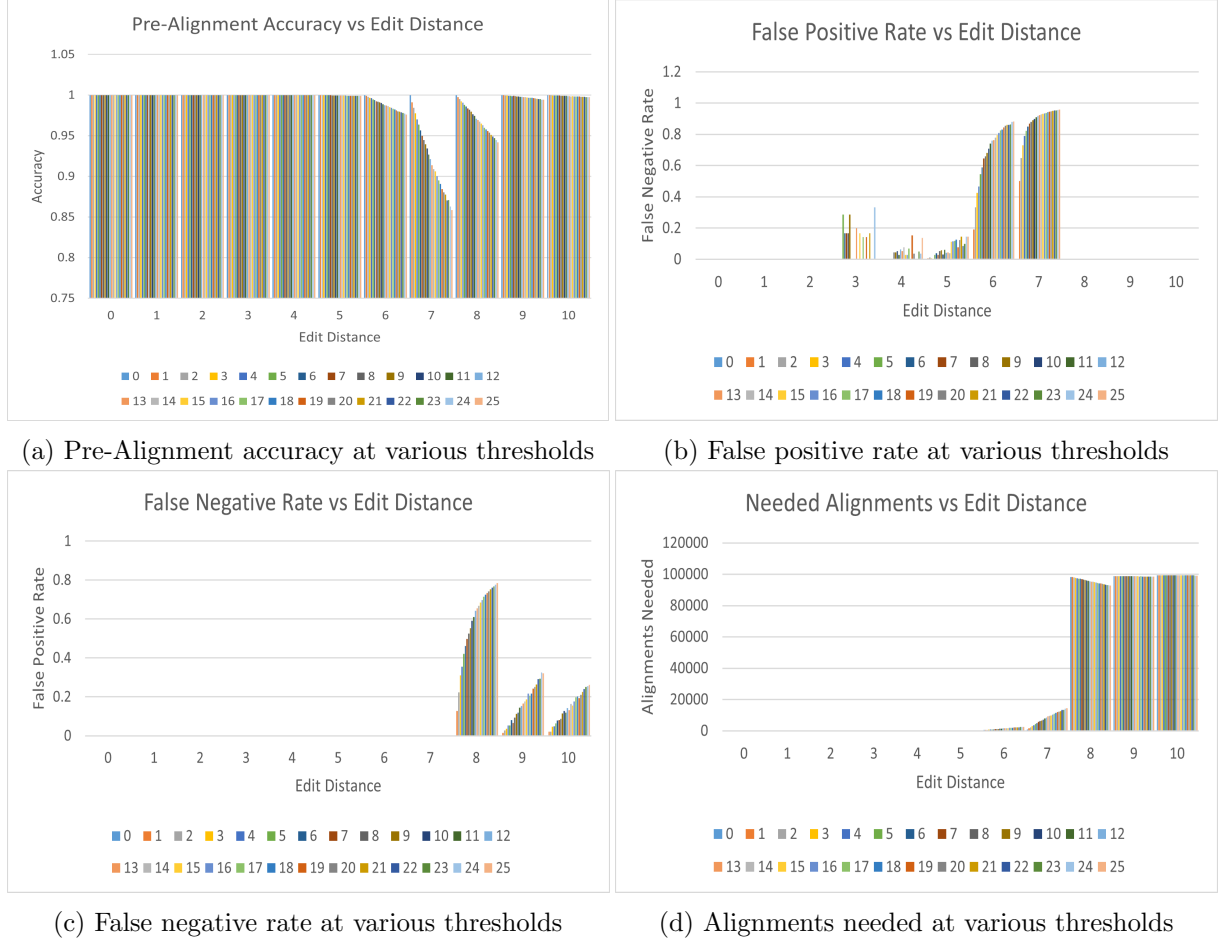 Pre-Alignment Accuracy vs Edit Distance
1.05
1
0.95
0.9
0.85
0.8
0.75
Accuracy
0 1 2 3 4 5 6 7 8 9 10
Edit Distance
0 1 2 3 4 5 6 7 8 9 10 11 12
13 14 15 16 17 18 19 20 21 22 23 24 25
(a) Pre-Alignment accuracy at various thresholds
False Positive Rate vs Edit Distance
1.2
1
0.8
0.6
0.4
0.2
0
False Negative Rate
0 1 2 3 4 5 6 7 8 9 10
Edit Distance
0 1 2 3 4 5 6 7 8 9 10 11 12
13 14 15 16 17 18 19 20 21 22 23 24 25
(b) False positive rate at various thresholds
False Negative Rate vs Edit Distance
1
0.8
0.6
0.4
0.2
0
False Positive Rate
0 1 2 3 4 5 6 7 8 9 10
Edit Distance
0 1 2 3 4 5 6 7 8 9 10 11 12
13 14 15 16 17 18 19 20 21 22 23 24 25
(c) False negative rate at various thresholds
Needed Alignments vs Edit Distance
120000
100000
80000
60000
40000
20000
0
Alignments Needed
0 1 2 3 4 5 6 7 8 9 10
Edit Distance
0 1 2 3 4 5 6 7 8 9 10 11 12
13 14 15 16 17 18 19 20 21 22 23 24 25
(d) Alignments needed at various thresholds